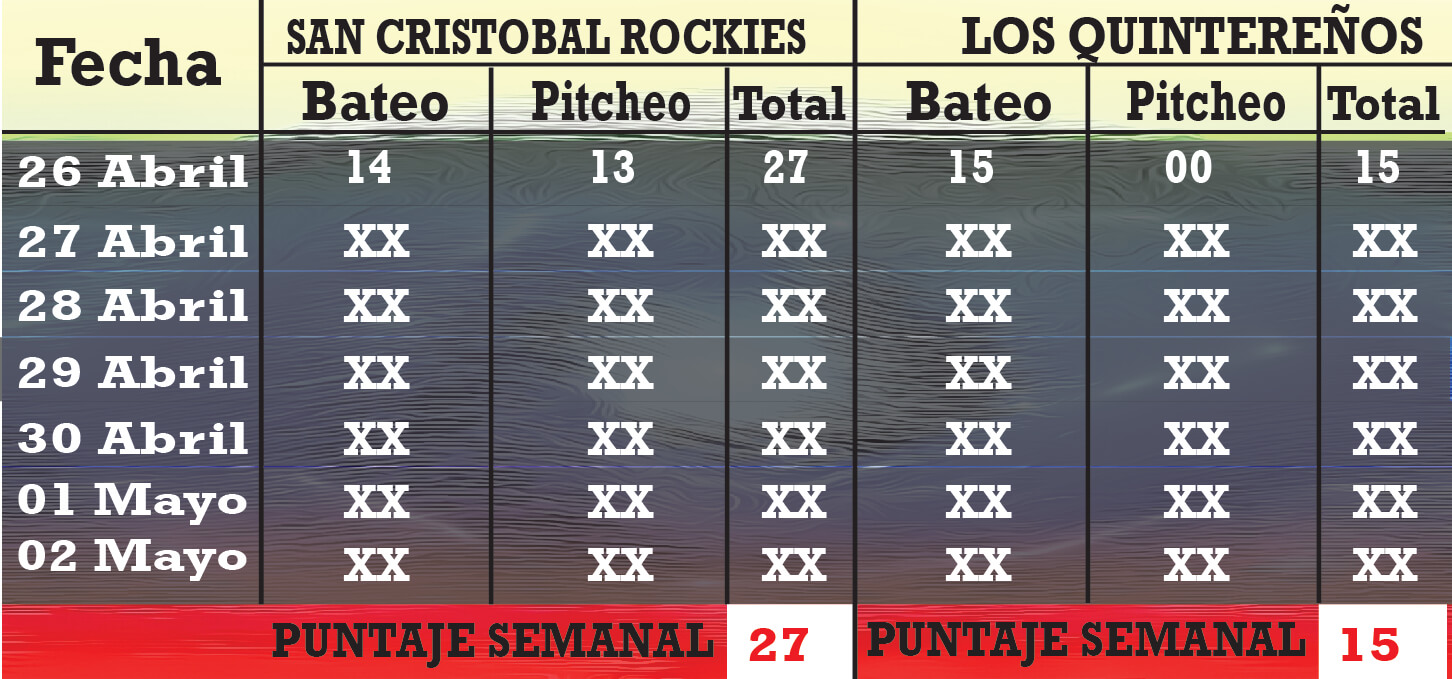 Fecha SAN CRISTOBAL ROCKIES LOS QUINTEREÑOS
Bateo Pitcheo Total Bateo Pitcheo Total
26 Abril 14 13 27 15 00 15
27 Abril XX XX XX XX XX XX
28 Abril XX XX XX XX XX XX
29 Abril XX XX XX XX XX XX
30 Abril XX XX XX XX XX XX
01 Mayo XX XX XX XX XX XX
02 Mayo XX XX XX XX XX XX
PUNTAJE SEMANAL 27 PUNTAJE SEMANAL 15